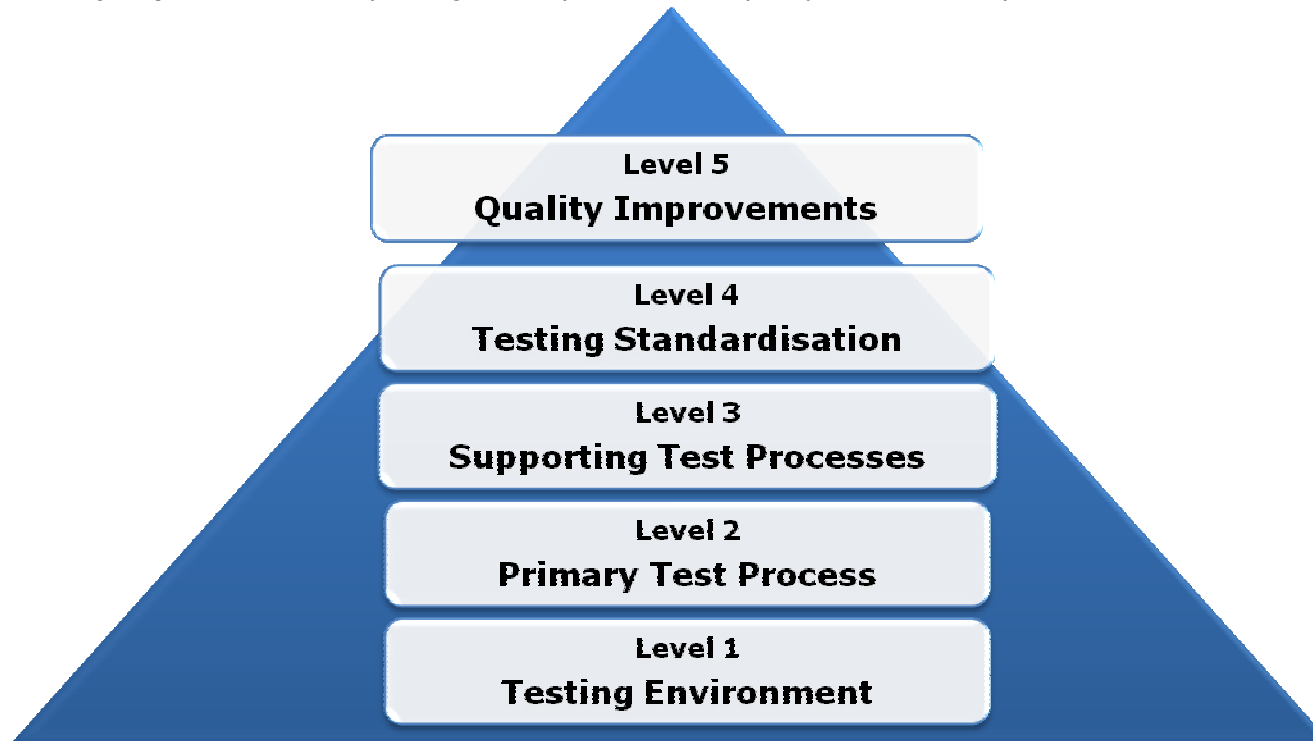 Level 5
Quality Improvements
Level 4
Testing Standardisation
Level 3
Supporting Test Processes
Level 2
Primary Test Process
Level 1
Testing Environment